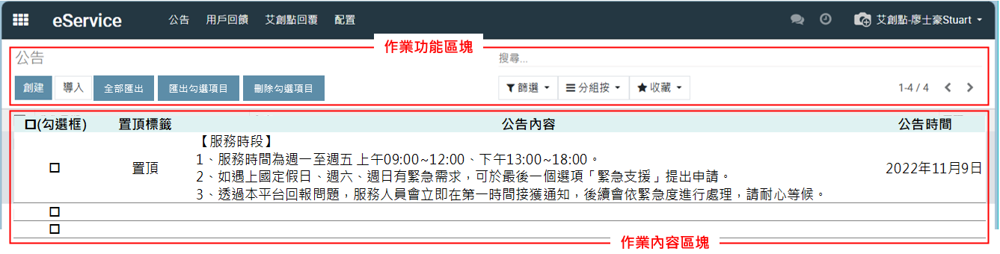 eService 公告 用戶回饋 艾創點回覆 配置 艾創點-廖士豪Stuart
作業功能區塊
公告 搜尋...
創建 導入 全部匯出 匯出勾選項目 刪除勾選項目 篩選 分組按 收藏 1-4 / 4
(勾選框) 置頂標籤 公告內容 公告時間
【服務時段】
1、服務時間為週一至週五 上午09:00~12:00、下午13:00~18:00。
置頂 2022年11月9日
2、如遇上國定假日、週六、週日有緊急需求，可於最後一個選項「緊急支援」提出申請。
3、透過本平台回報問題，服務人員會立即在第一時間接獲通知，後續會依緊急度進行處理，請耐心等候。
作業內容區塊